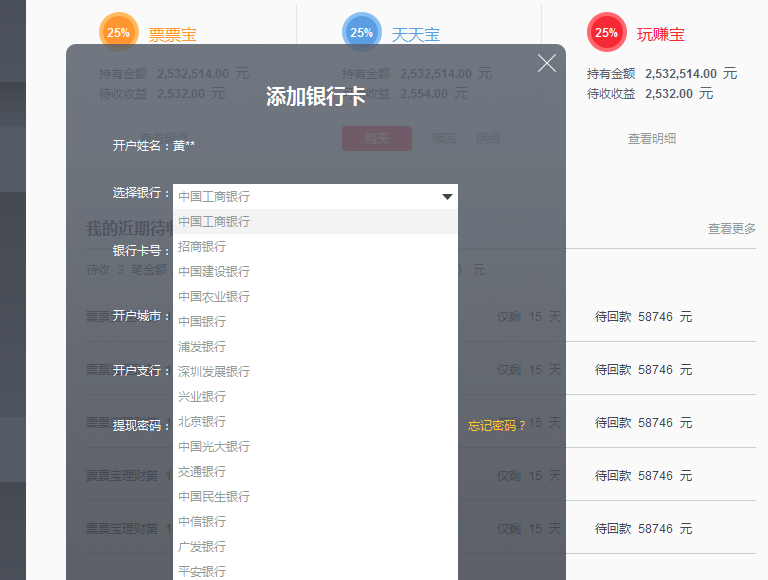 25% 票票宝
25% 天天宝
25% 玩赚宝
持有金额 2,532,514.00 元
待收收益 2,532.00 元
持有金额 2,532,514.00 元
待收收益 2,554.00 元
持有金额 2,532,514.00 元
待收收益 2,532.00 元
添加银行卡
查看明细
购买 赎回 明细
查看明细
开户姓名：黄**
选择银行： 中国工商银行
中国工商银行
招商银行
中国建设银行
中国农业银行
中国银行
浦发银行
深圳发展银行
兴业银行
北京银行
中国光大银行
交通银行
中国民生银行
中信银行
广发银行
平安银行
我的近期待收
查看更多
银行卡号：
待收 3 笔金额
元
开户城市：
开户支行：
提现密码：
忘记密码？
票票
仅剩 15 天 待回款 58746 元
票票
仅剩 15 天 待回款 58746 元
票票
仅剩 15 天 待回款 58746 元
票票宝理财第 1
仅剩 15 天 待回款 58746 元
票票宝理财第 1
仅剩 15 天 待回款 58746 元